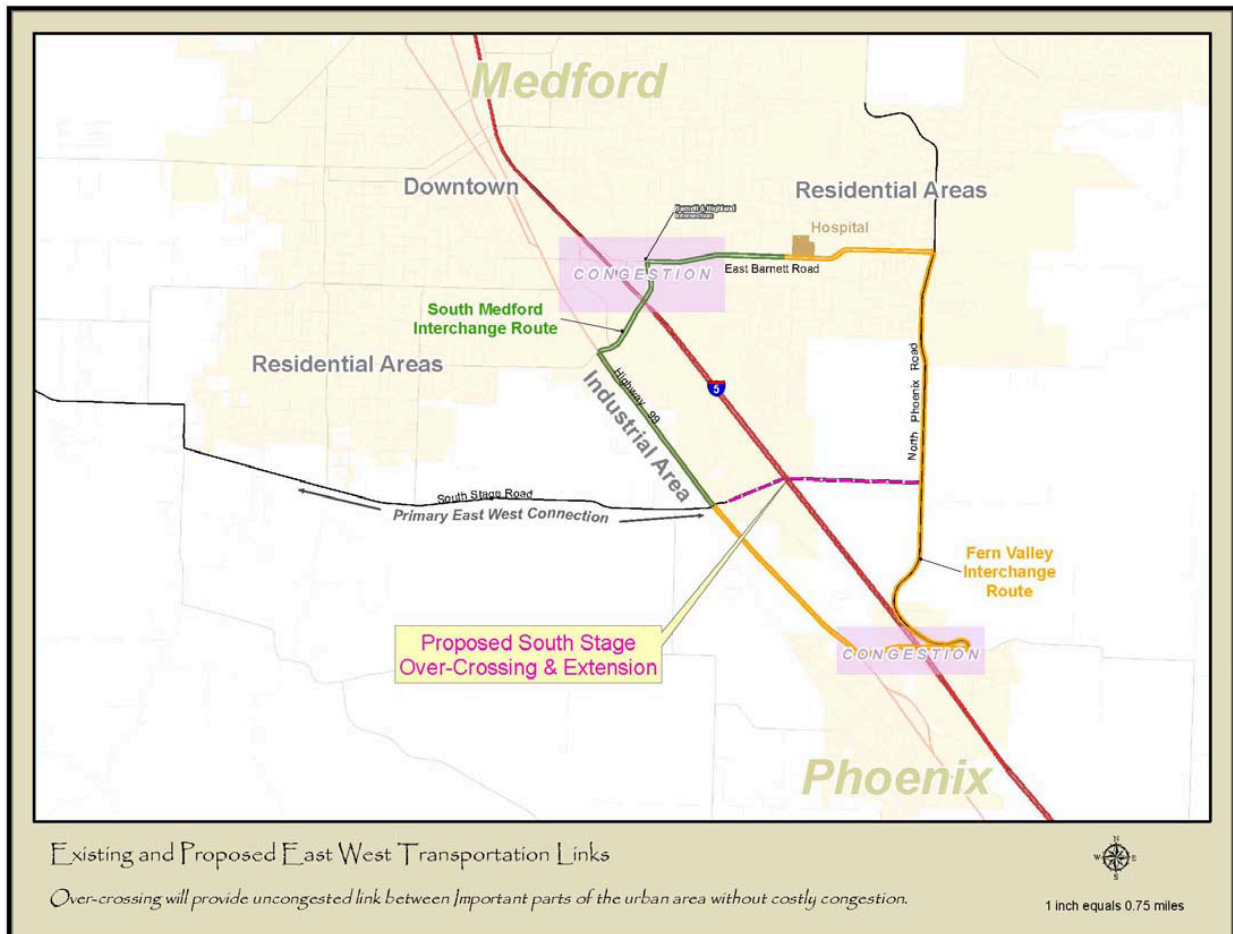 Medford
Downtown
Residential Areas
Barnett & Highland
Intersection
Hospital
CONGESTION
East Barnett Road
South Medford
Interchange Route
Residential Areas
5
Highway 99
Industrial Area
North Phoenix Road
South Stage Road
Primary East West Connection
Fern Valley
Interchange
Route
Proposed South Stage
Over-Crossing & Extension
CONGESTION
Phoenix
Existing and Proposed East West Transportation Links
Over-crossing will provide uncongested link between Important parts of the urban area without costly congestion.
N
W E
S
1 inch equals 0.75 miles